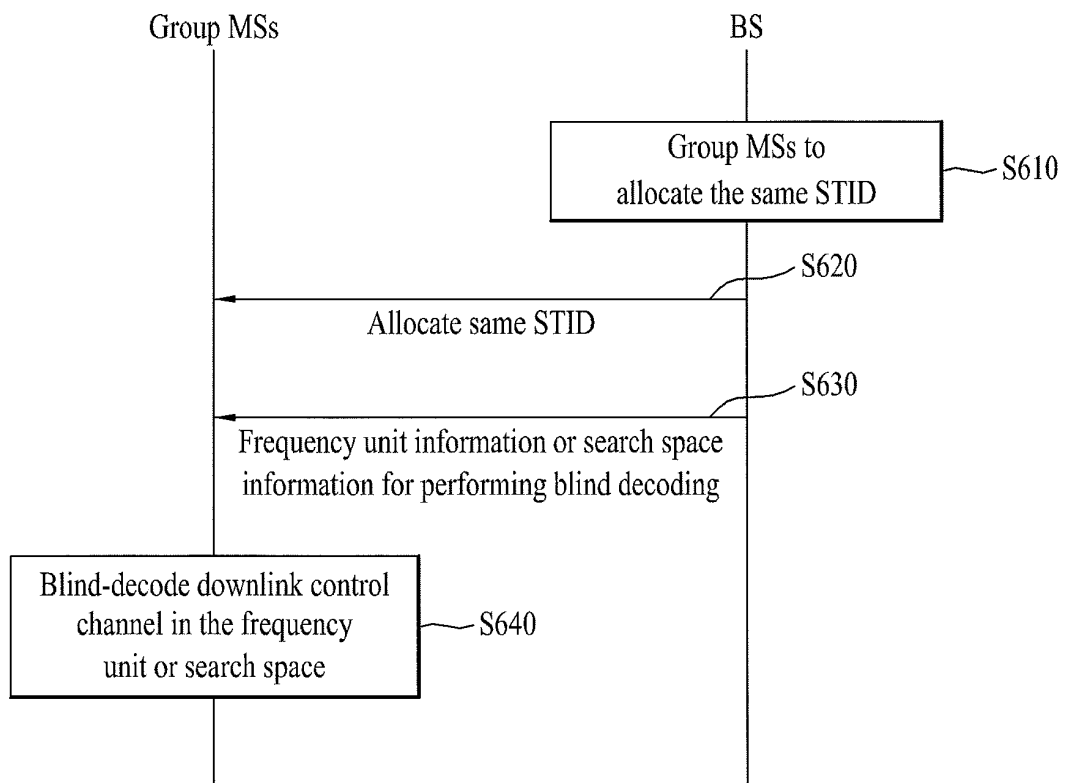 Group MSs
BS
Group MSs to
allocate the same STID
S610
S620
Allocate same STID
S630
Frequency unit information or search space
information for performing blind decoding
Blind-decode downlink control
channel in the frequency
unit or search space
S640